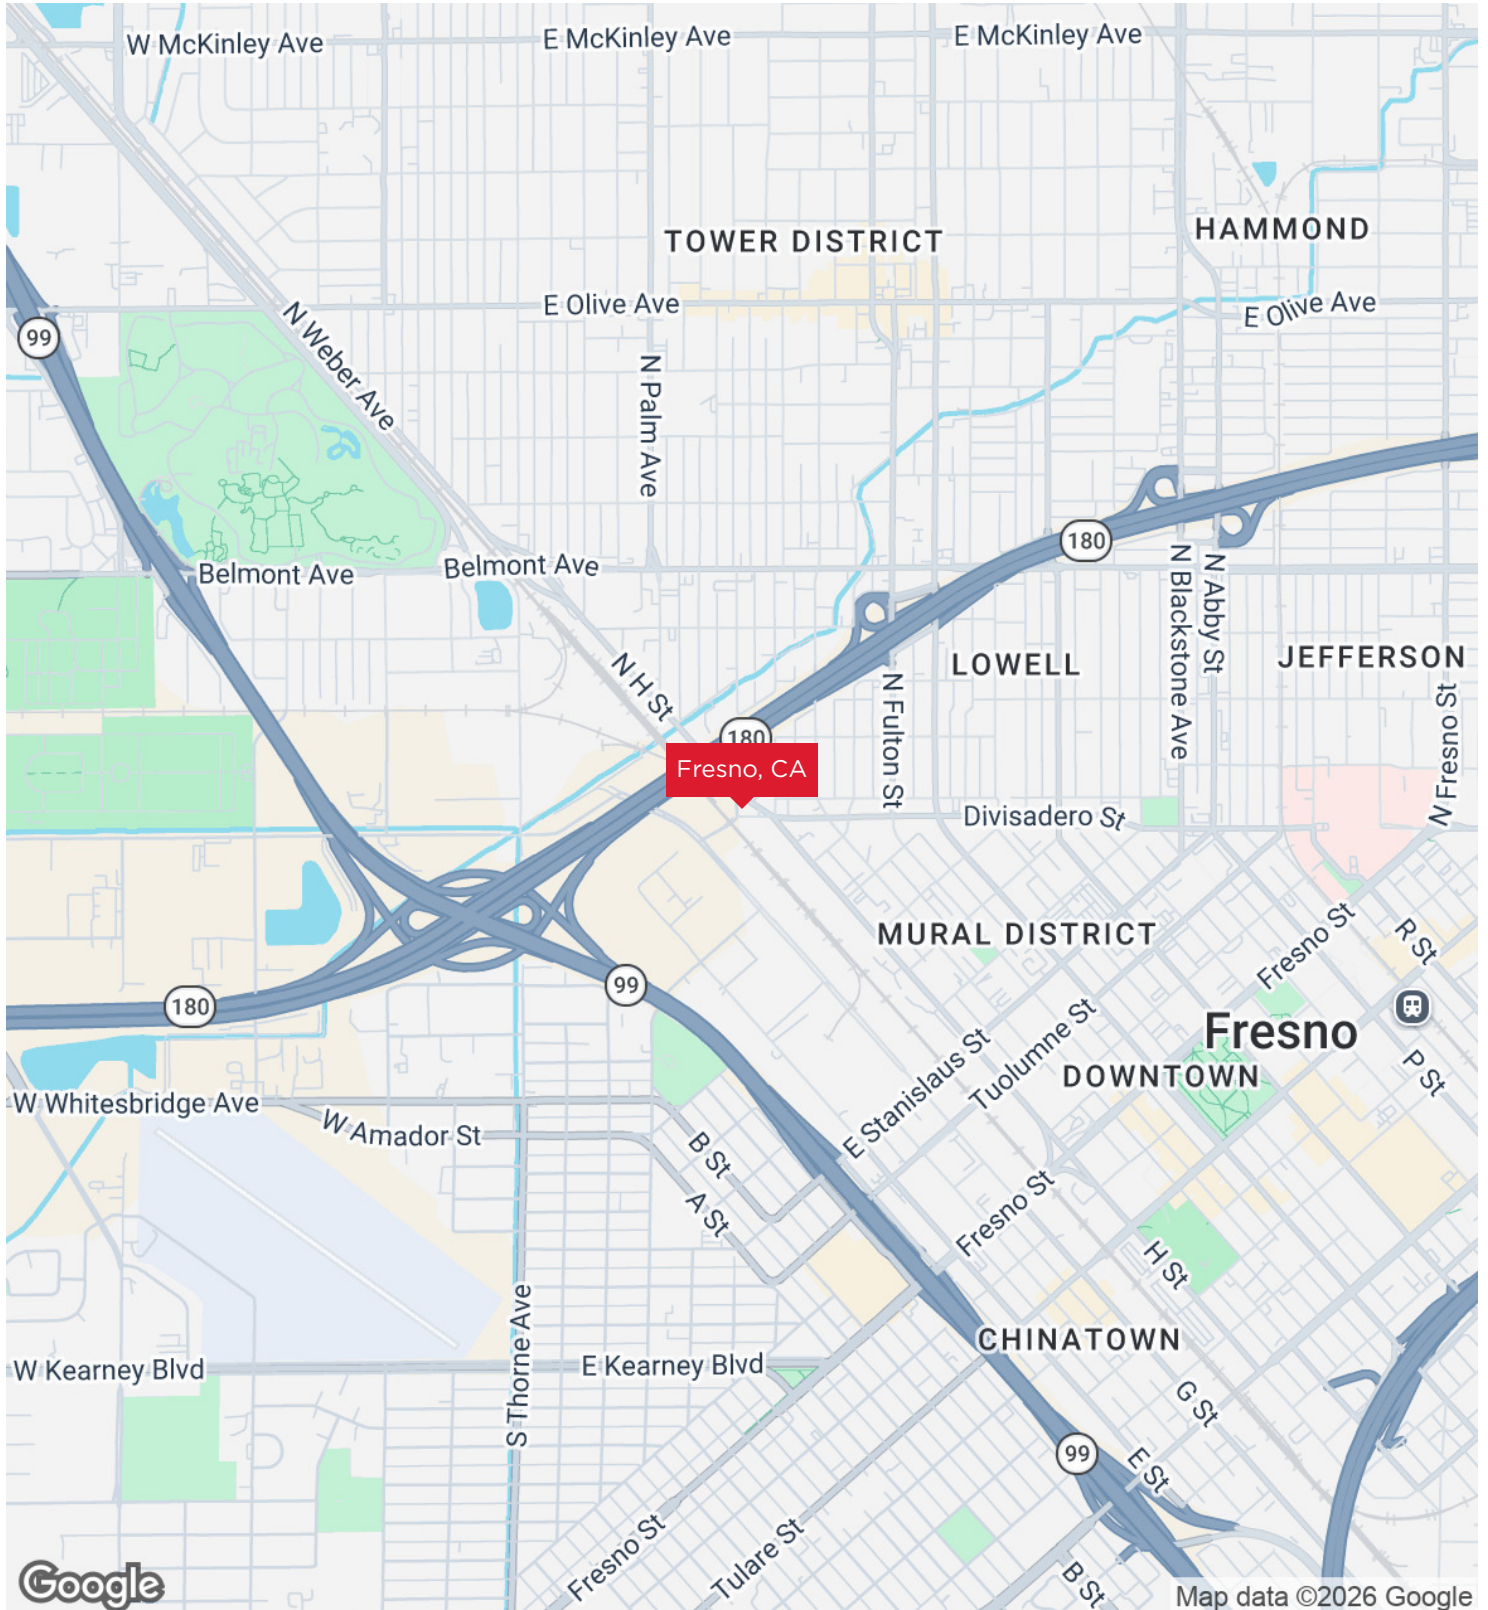 W McKinley Ave
E McKinley Ave
E McKinley Ave
TOWER DISTRICT
HAMMOND
E Olive Ave
E Olive Ave
99
N Weber Ave
N Palm Ave
180
Belmont Ave
Belmont Ave
N Blackstone Ave
N Abby St
LOWELL
JEFFERSON
N H St
N Fulton St
N Fresno St
180
Fresno, CA
Divisadero St
MURAL DISTRICT
Fresno St
R St
99
180
Fresno
DOWNTOWN
E Stanislaus St
Tuolumne St
P St
W Whitesbridge Ave
W Amador St
B St
A St
Fresno St
H St
S Thorne Ave
CHINATOWN
W Kearney Blvd
E Kearney Blvd
G St
99
E St
Fresno St
Tulare St
B St
Google
Map data ©2026 Google